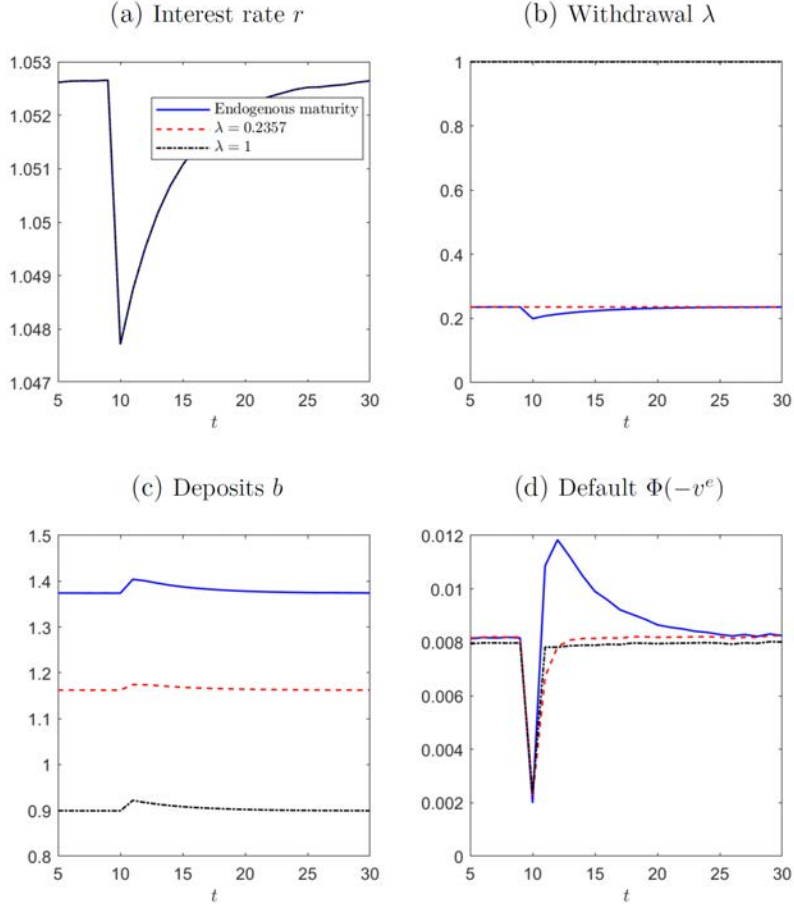 (a) Interest rate r
1.053
1.052
1.051
1.05
1.049
1.048
1.047
Endogenous maturity
λ = 0.2357
λ = 1
5 10 15 20 25 30
t
(b) Withdrawal λ
1
0.8
0.6
0.4
0.2
0
5 10 15 20 25 30
t
(c) Deposits b
1.5
1.4
1.3
1.2
1.1
1
0.9
0.8
5 10 15 20 25 30
t
(d) Default Φ(−vᵉ)
0.012
0.01
0.008
0.006
0.004
0.002
0
5 10 15 20 25 30
t